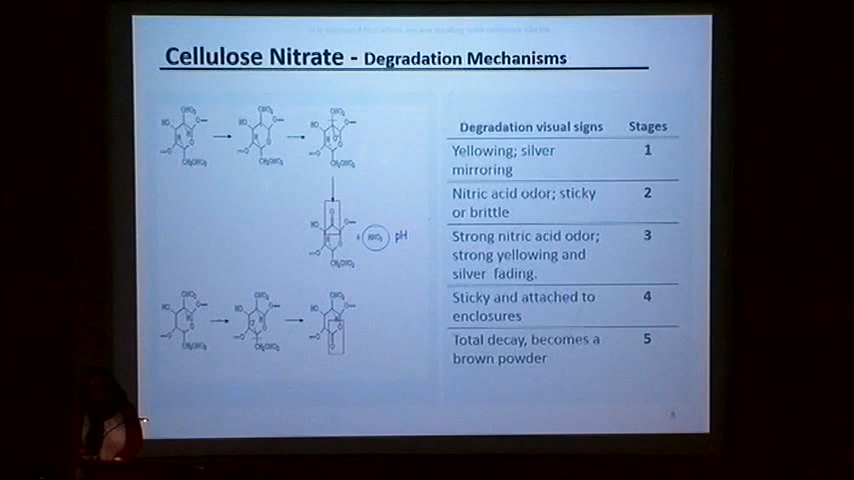 Cellulose Nitrate - Degradation Mechanisms
Degradation visual signs Stages
Yellowing; silver mirroring 1
Nitric acid odor; sticky or brittle 2
Strong nitric acid odor; strong yellowing and silver fading. 3
Sticky and attached to enclosures 4
Total decay, becomes a brown powder 5
pH
8